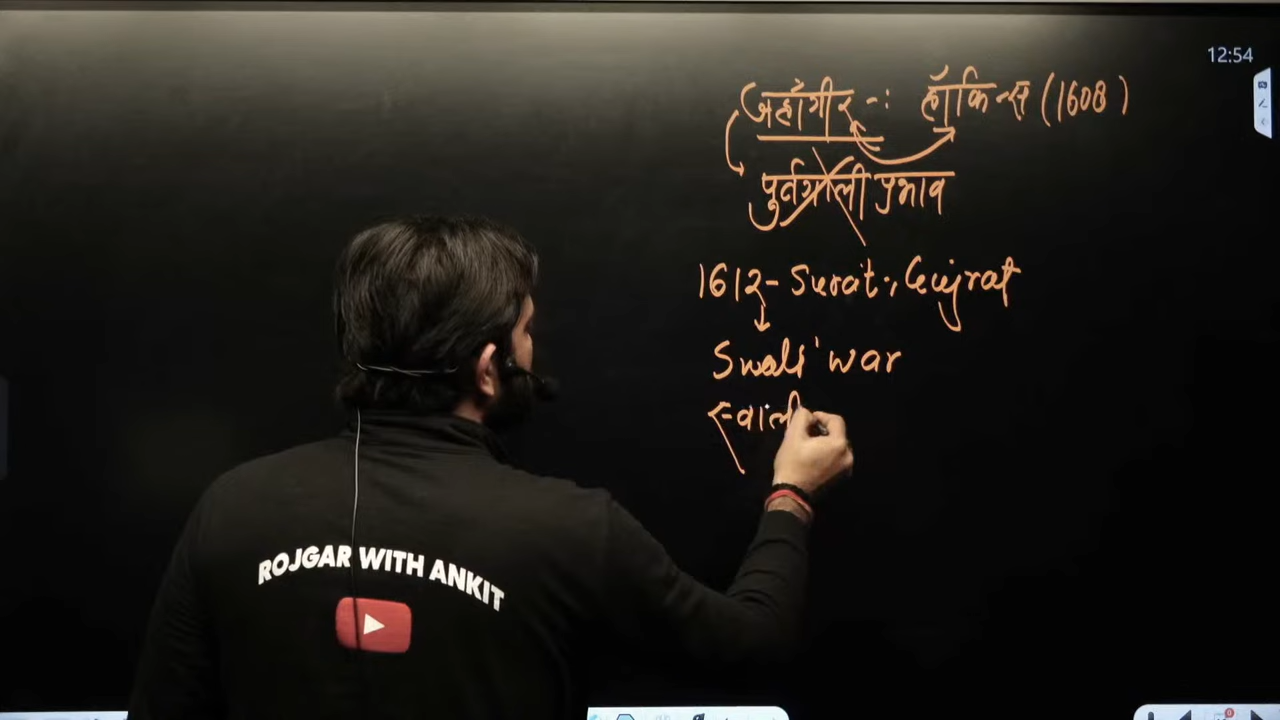 12:54
जहाँगीर -: हॉकिन्स (1608)
पुर्तगाली प्रभाव
1612- Surat, Gujrat
Swali war
स्वाली
ROJGAR WITH ANKIT